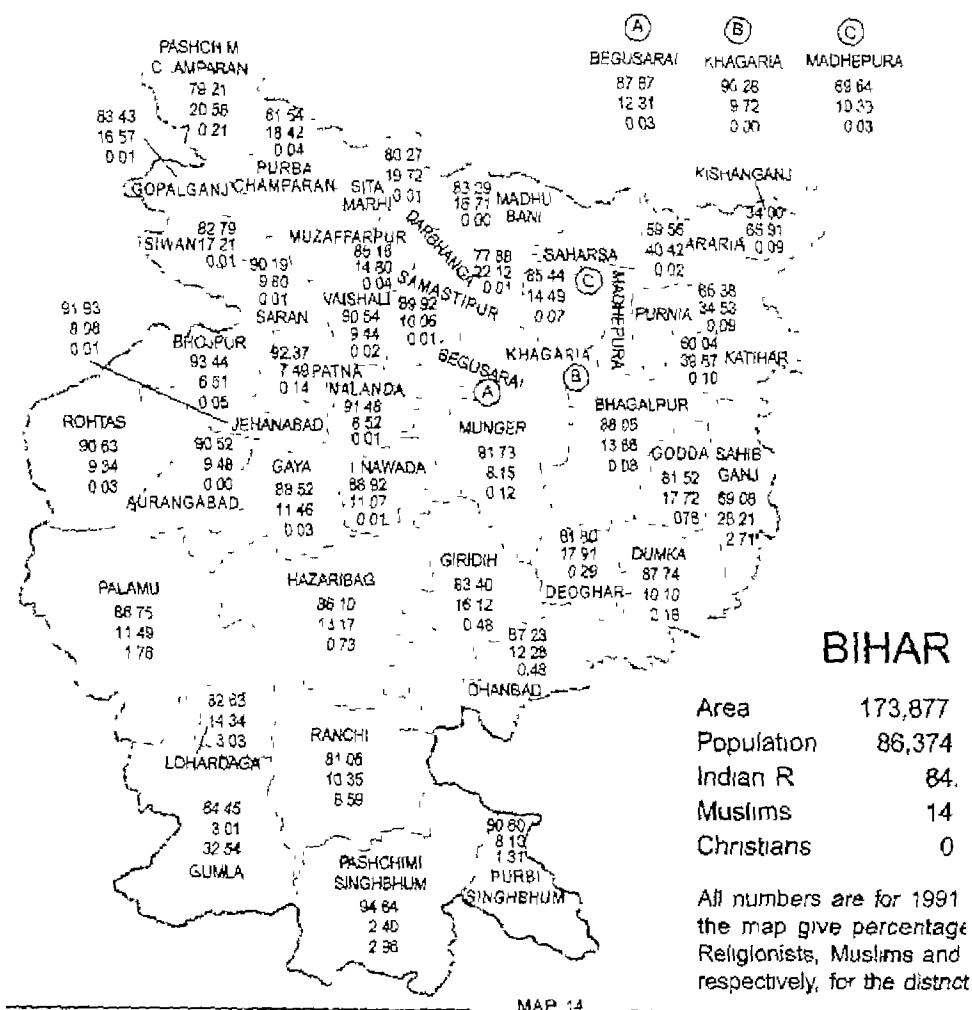 PASHCHIM
CHAMPARAN
79.21
20.58
0.21
A
BEGUSARAI
87.67
12.31
0.03
B
KHAGARIA
90.28
9.72
0.00
C
MADHEPURA
89.64
10.33
0.03
83.43
16.57
0.01
GOPALGANJ
81.54
18.42
0.04
PURBA
CHAMPARAN
80.27
19.72
0.01
SITA
MARHI
83.29
16.71
0.00
MADHU
BANI
KISHANGANJ
34.00
65.91
0.09
82.79
SIWAN 17.21
0.01
MUZAFFARPUR
85.16
14.80
0.04
DARBHANGA
77.88
22.12
0.01
SAHARSA
85.44
14.49
0.07
C
MADHEPURA
59.56
40.42
0.02
ARARIA
90.19
9.80
0.01
SARAN
VAISHALI
90.54
9.44
0.02
SAMASTIPUR
89.92
10.06
0.01
PURNIA
65.38
34.53
0.09
60.04
39.87
0.10
KATIHAR
91.93
8.08
0.01
BHOJPUR
93.44
6.51
0.05
92.37
7.49 PATNA
0.14
NALANDA
91.48
8.52
0.01
BEGUSARAI
A
KHAGARIA
B
BHAGALPUR
86.05
13.88
0.08
ROHTAS
90.63
9.34
0.03
JEHANABAD
90.52
9.48
0.00
AURANGABAD
GAYA
88.52
11.46
0.03
NAWADA
88.92
11.07
0.01
MUNGER
91.73
8.15
0.12
GODDA
81.52
17.72
0.76
SAHIB
GANJ
69.08
28.21
2.71
PALAMU
86.75
11.49
1.76
HAZARIBAG
86.10
13.17
0.73
GIRIDIH
83.40
16.12
0.48
81.80
17.91
0.29
DEOGHAR
DUMKA
87.74
10.10
2.16
87.23
12.28
0.48
DHANBAD
82.63
14.34
3.03
LOHARDAGA
RANCHI
81.06
10.35
8.59
64.45
3.01
32.54
GUMLA
PASHCHIMI
SINGHBHUM
94.64
2.40
2.96
90.60
8.10
1.31
PURBI
SINGHBHUM
BIHAR
Area 173,877
Population 86,374
Indian R 84.
Muslims 14
Christians 0
All numbers are for 1991
the map give percentage
Religionists, Muslims and
respectively, for the district
MAP 14